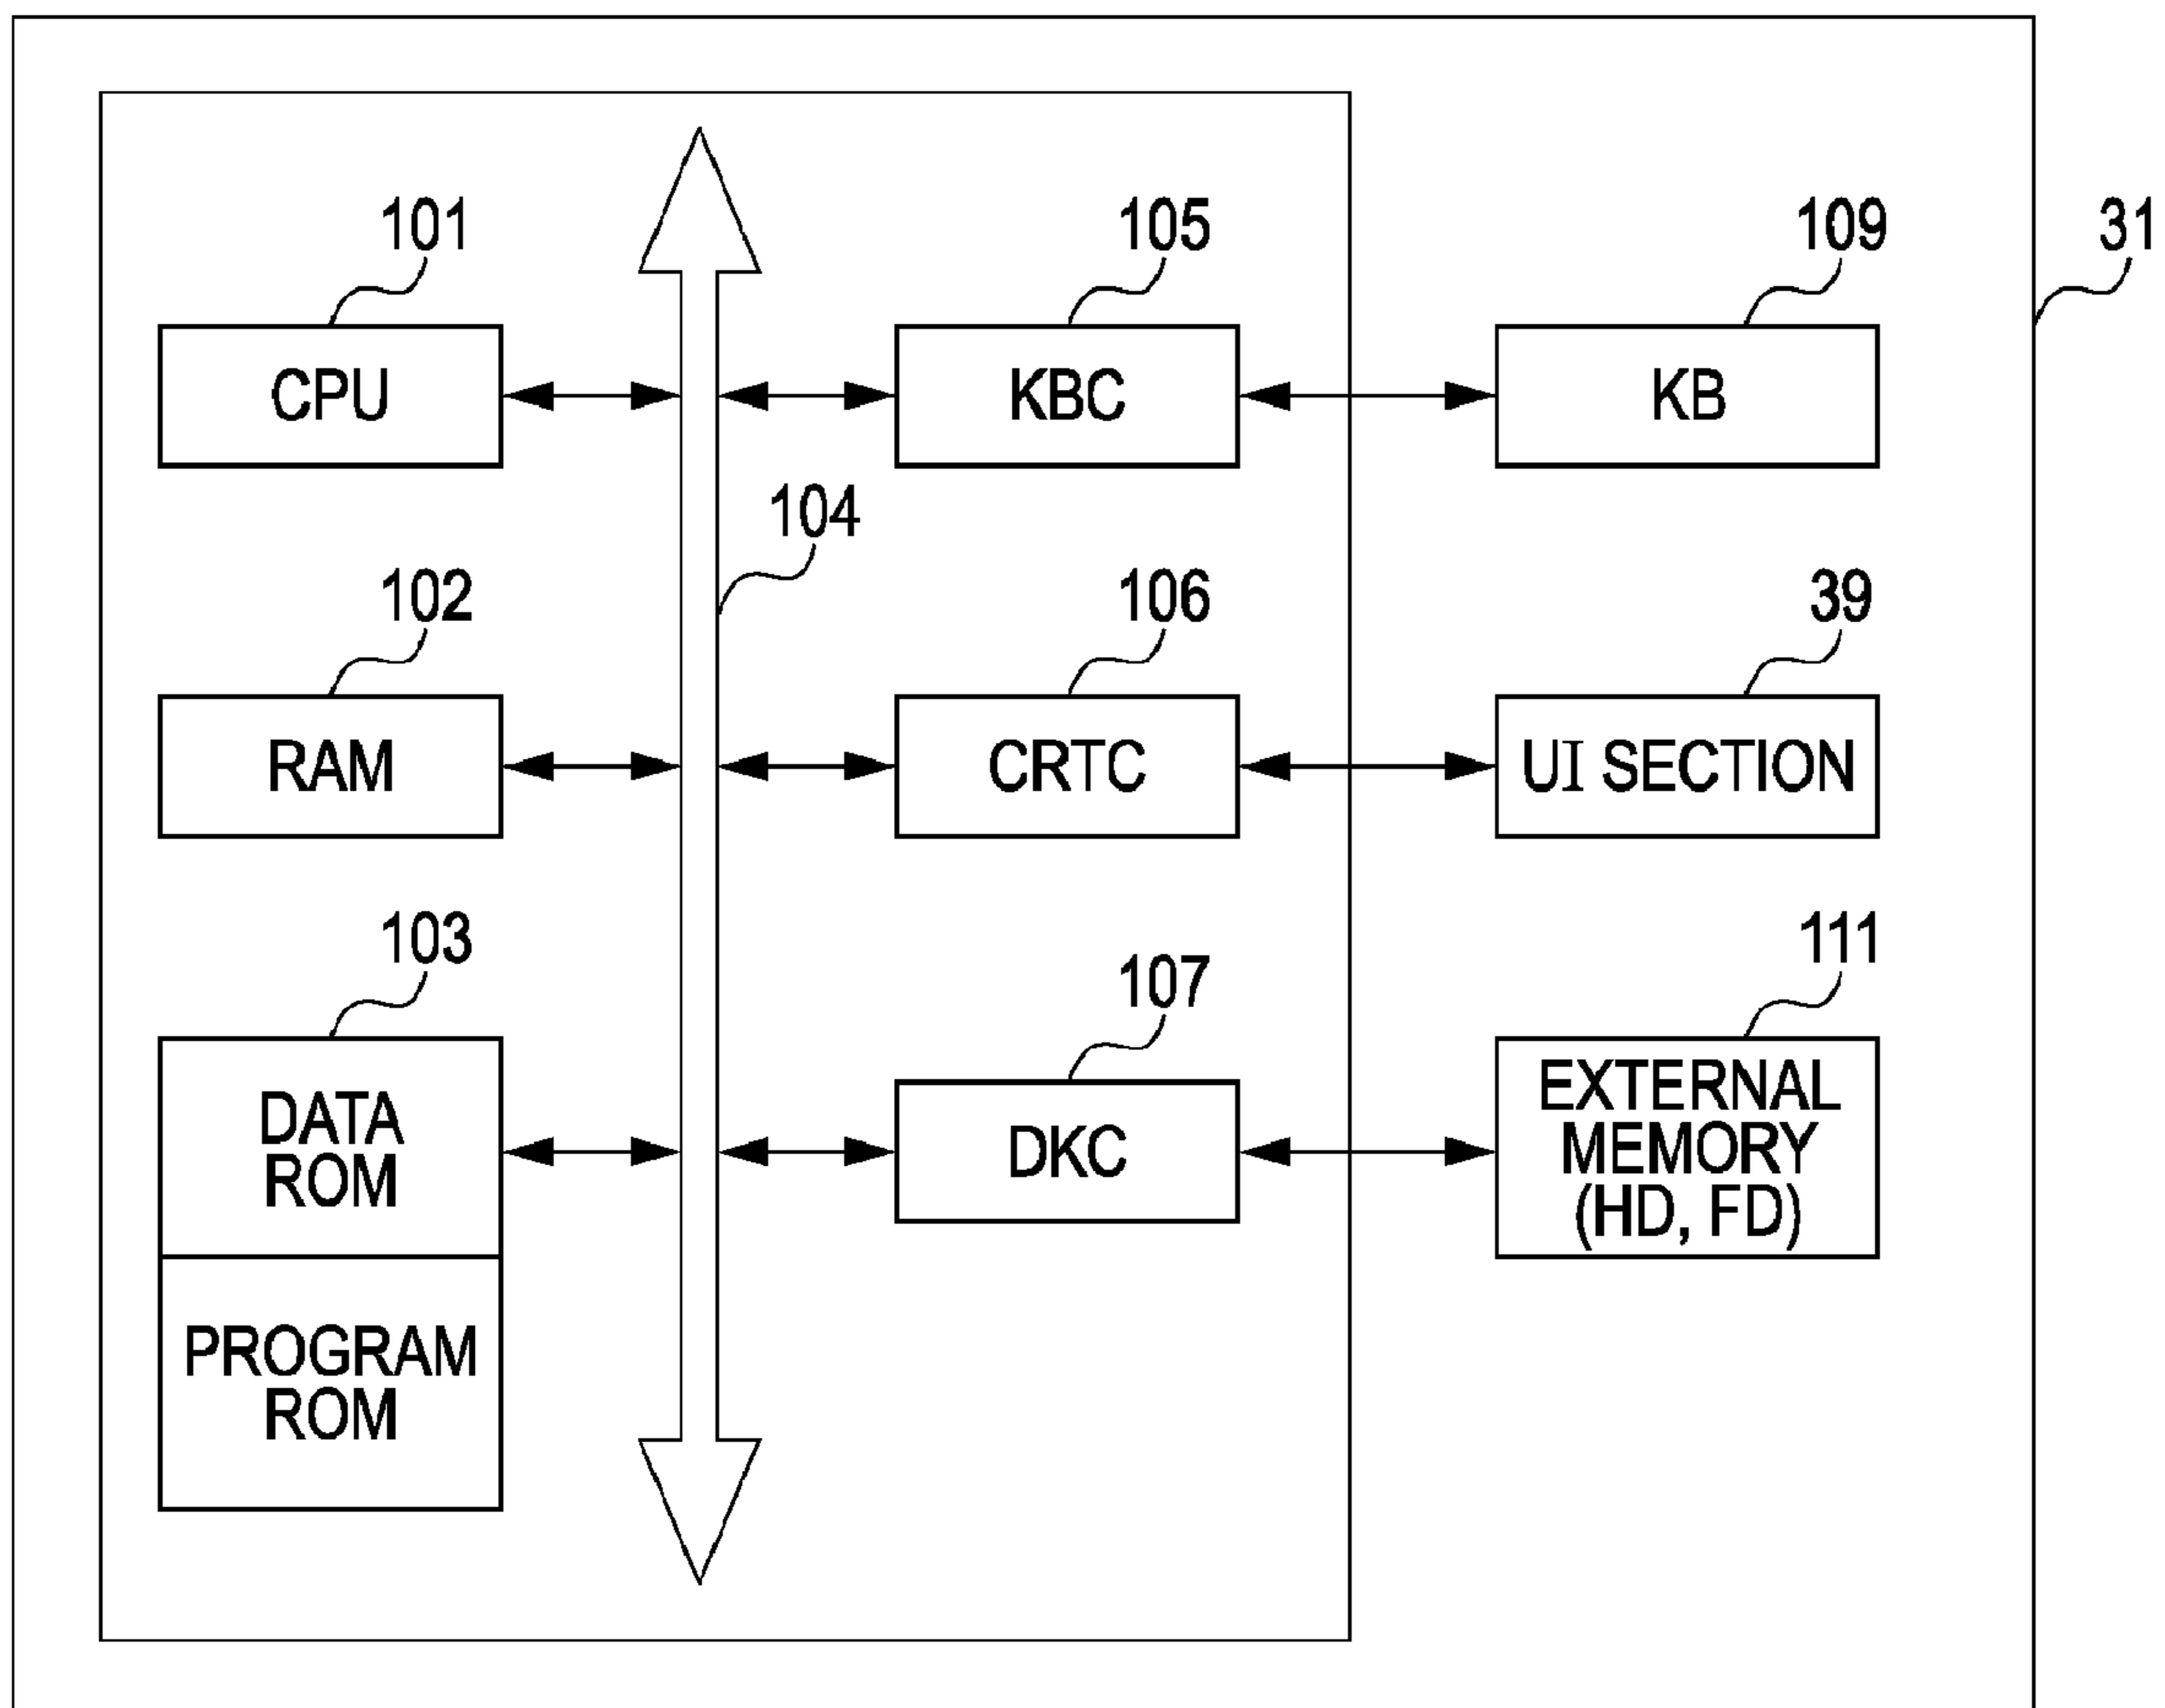 101
105
109
31
CPU
KBC
KB
104
102
106
39
RAM
CRTC
UI SECTION
103
107
111
DATA
ROM
DKC
EXTERNAL
MEMORY
(HD, FD)
PROGRAM
ROM